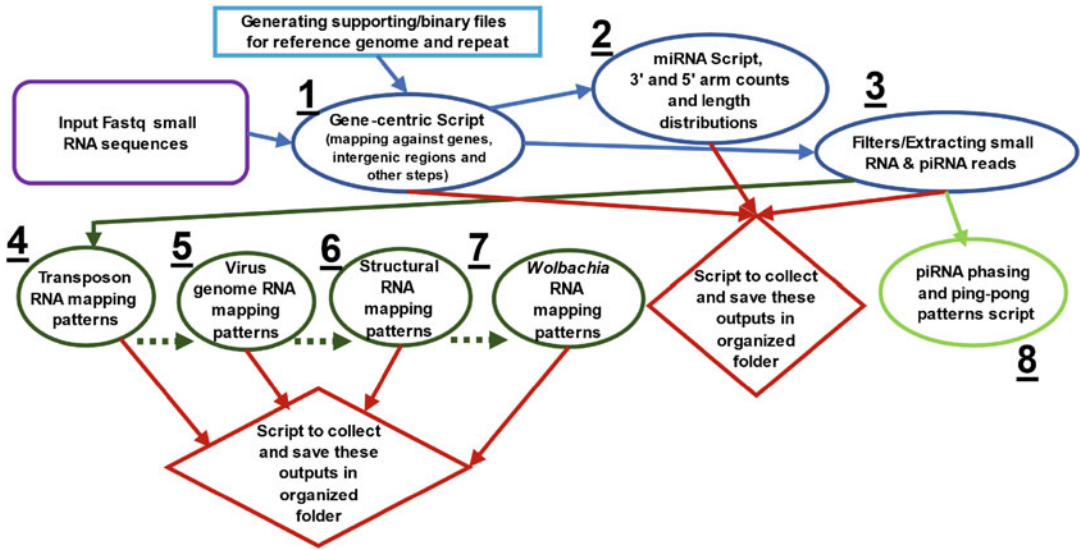 Generating supporting/binary files
for reference genome and repeat
2
miRNA Script,
3' and 5' arm counts
and length
distributions
1
Gene-centric Script
(mapping against genes,
intergenic regions and
other steps)
Input Fastq small
RNA sequences
3
Filters/Extracting small
RNA & piRNA reads
4
Transposon
RNA mapping
patterns
5
Virus
genome RNA
mapping
patterns
6
Structural
RNA
mapping
patterns
7
Wolbachia
RNA
mapping
patterns
Script to collect
and save these
outputs in
organized
folder
piRNA phasing
and ping-pong
patterns script
8
Script to collect
and save these
outputs in
organized
folder